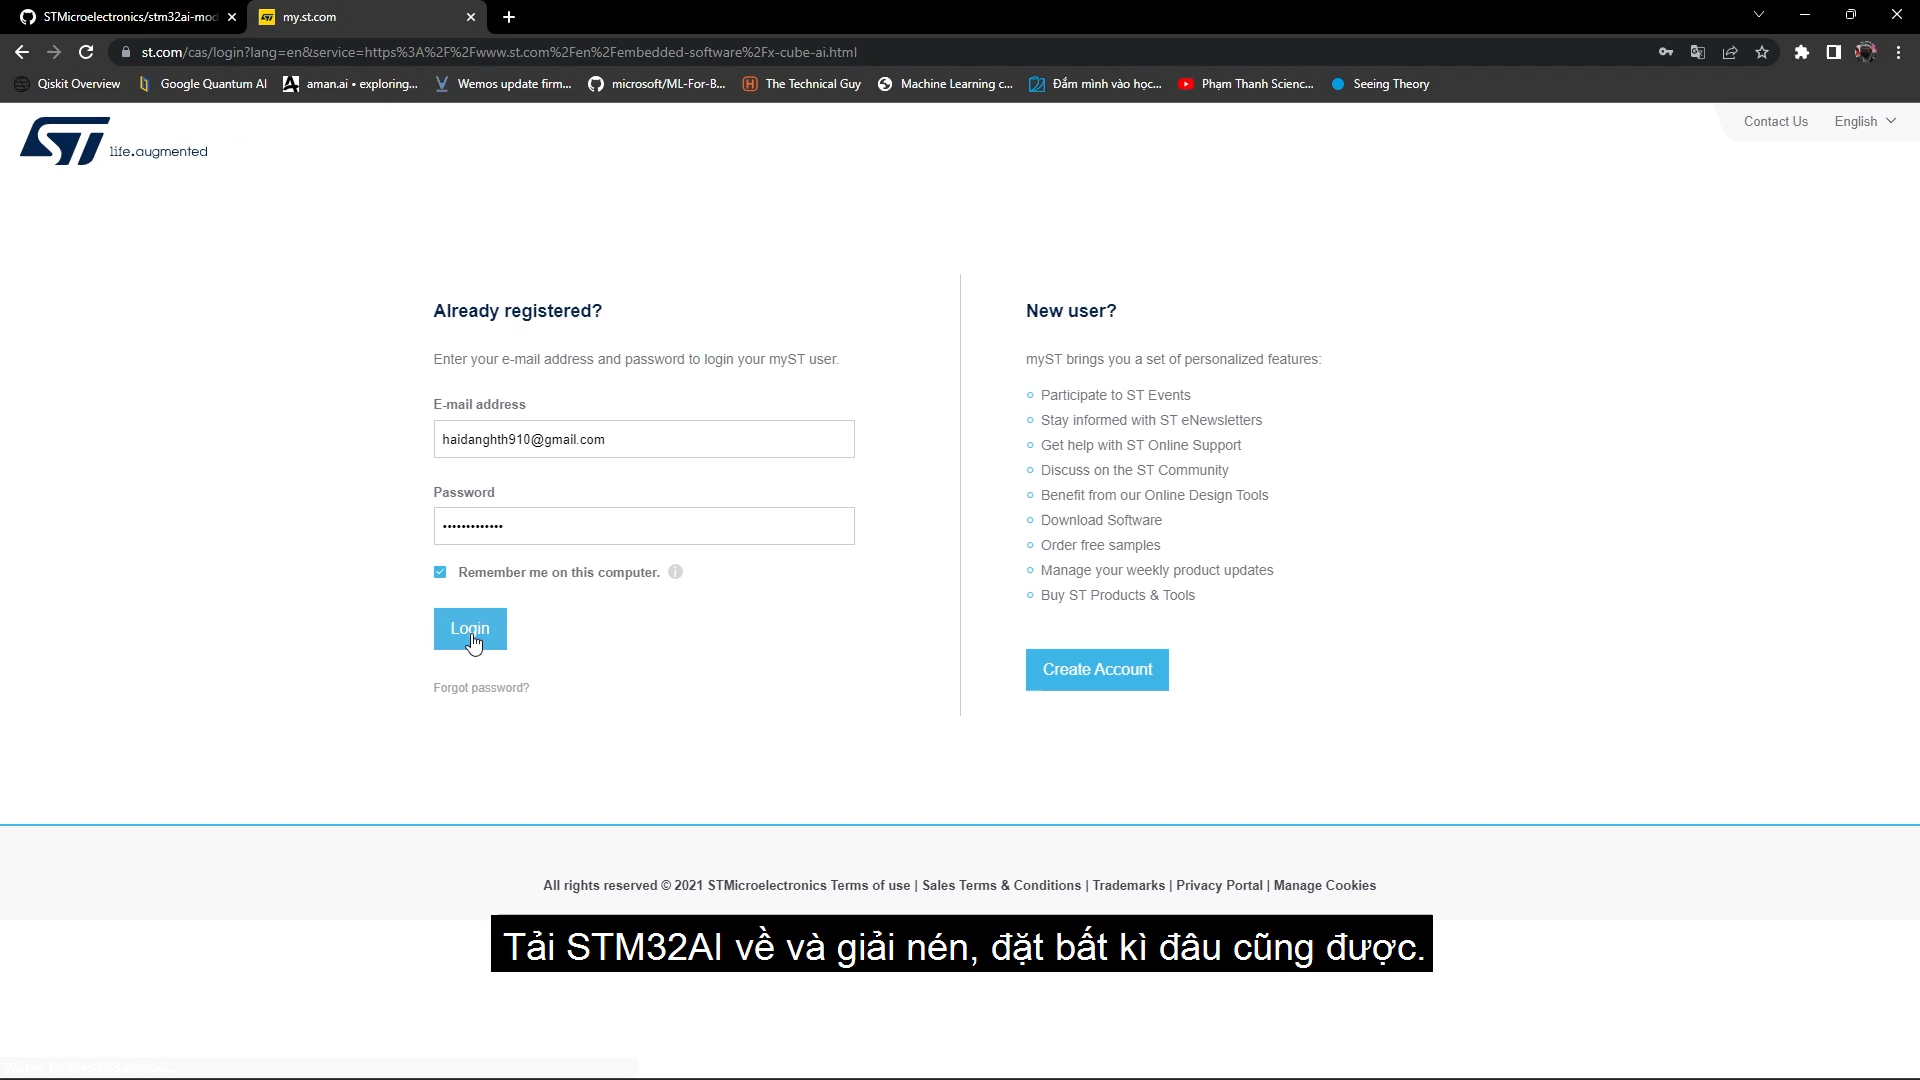 STMicroelectronics/stm32ai-mod
my.st.com
st.com/cas/login?lang=en&service=https%3A%2F%2Fwww.st.com%2Fen%2Fembedded-software%2Fx-cube-ai.html
Qiskit Overview
Google Quantum AI
aman.ai • exploring...
Wemos update firm...
microsoft/ML-For-B...
The Technical Guy
Machine Learning c...
Đắm mình vào học...
Phạm Thanh Scienc...
Seeing Theory
ST life.augmented
Contact Us
English
Already registered?
Enter your e-mail address and password to login your myST user.
E-mail address
haidanghth910@gmail.com
Password
•••••••••••••
Remember me on this computer.
Login
Forgot password?
New user?
myST brings you a set of personalized features:
Participate to ST Events
Stay informed with ST eNewsletters
Get help with ST Online Support
Discuss on the ST Community
Benefit from our Online Design Tools
Download Software
Order free samples
Manage your weekly product updates
Buy ST Products & Tools
Create Account
All rights reserved © 2021 STMicroelectronics Terms of use | Sales Terms & Conditions | Trademarks | Privacy Portal | Manage Cookies
Tải STM32AI về và giải nén, đặt bất kì đâu cũng được.